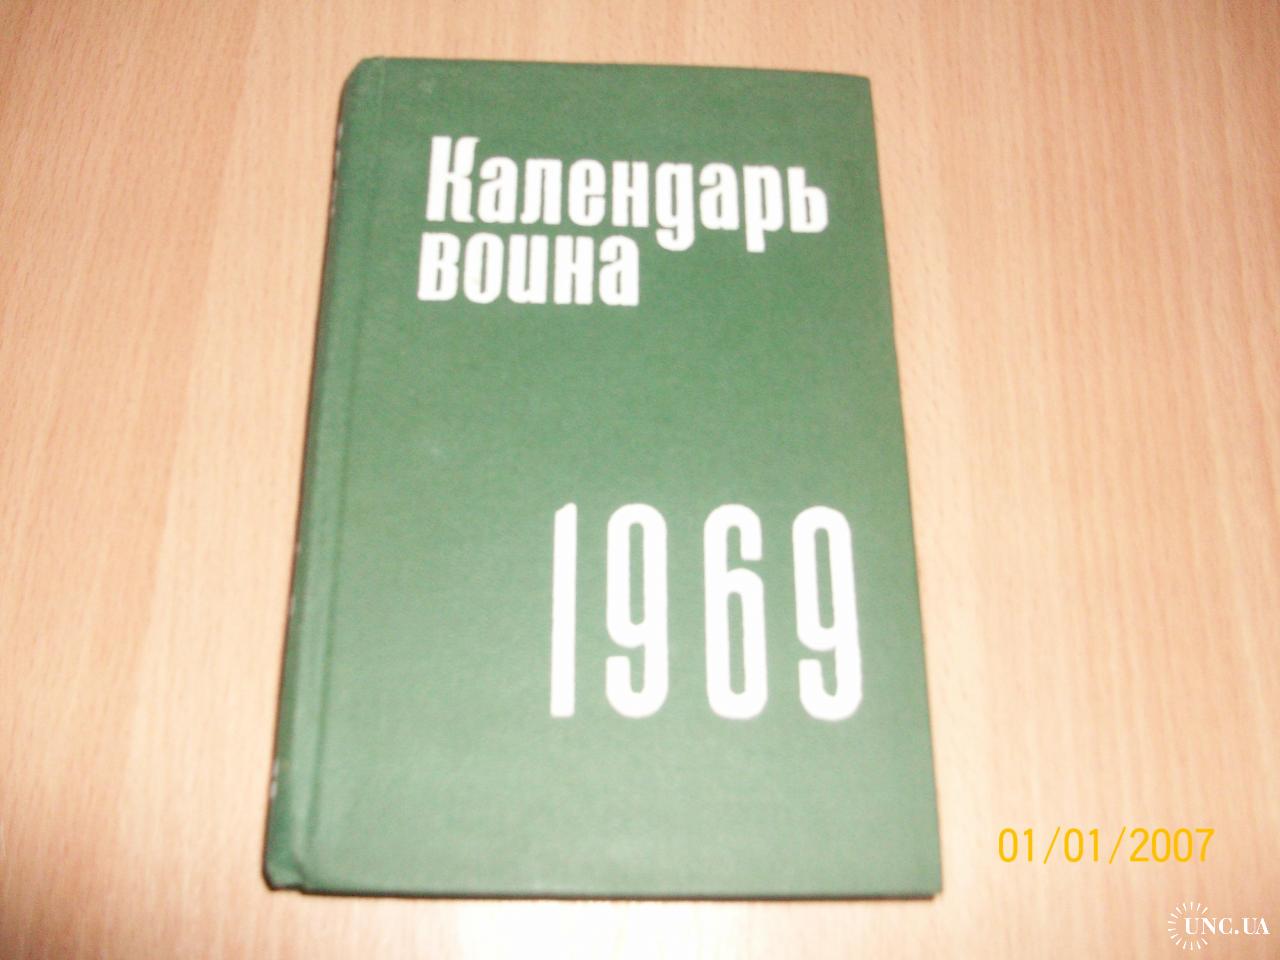 Календарь
воина
1969
01/01/2007
UNC.UA